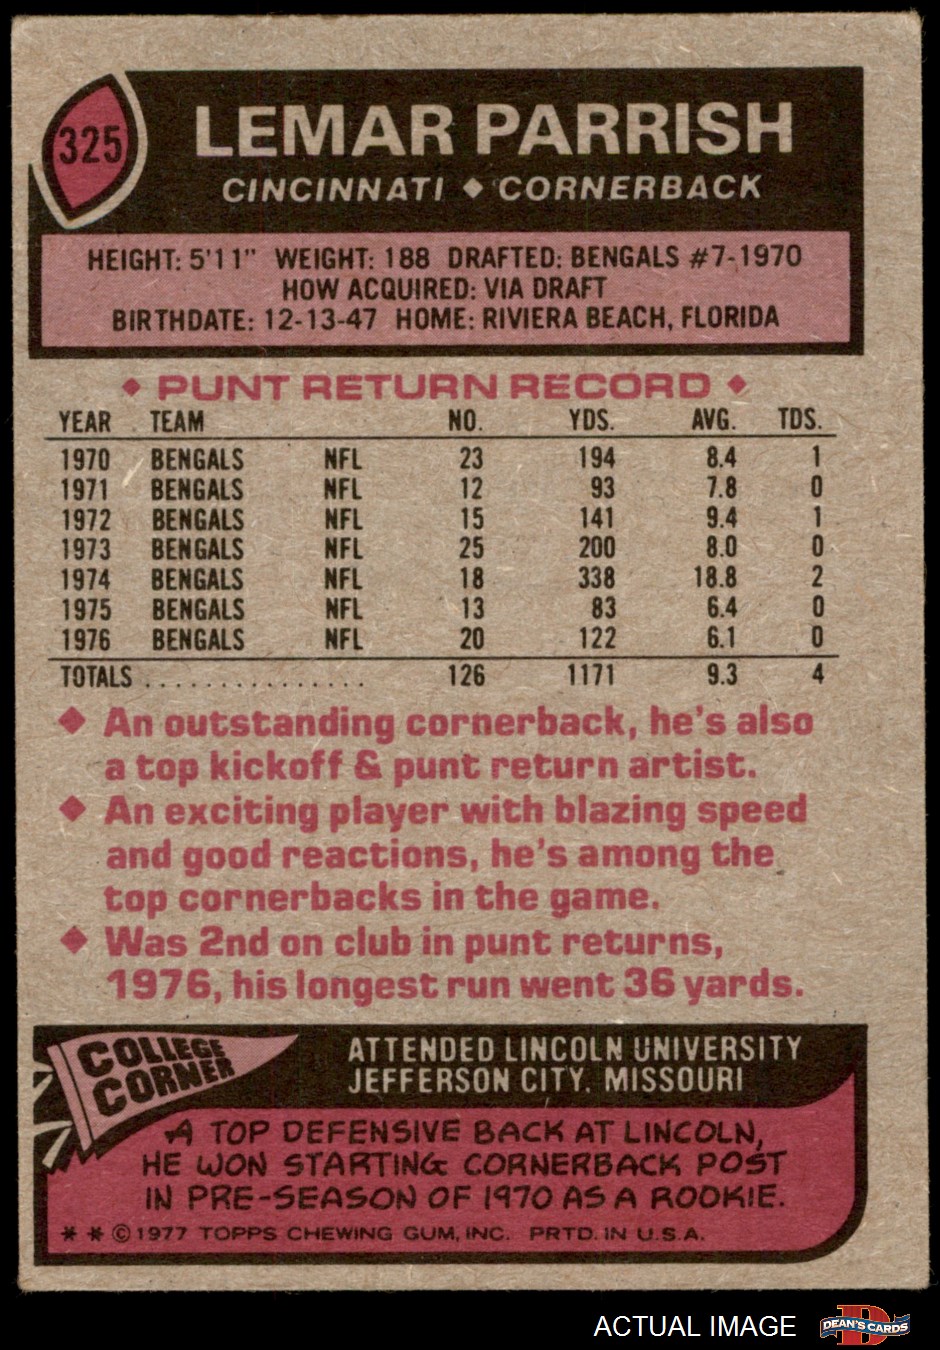 325
LEMAR PARRISH
CINCINNATI ◆ CORNERBACK
HEIGHT: 5'11" WEIGHT: 188 DRAFTED: BENGALS #7-1970
HOW ACQUIRED: VIA DRAFT
BIRTHDATE: 12-13-47 HOME: RIVIERA BEACH, FLORIDA
◆ PUNT RETURN RECORD ◆
YEAR TEAM NO. YDS. AVG. TDS.
1970 BENGALS NFL 23 194 8.4 1
1971 BENGALS NFL 12 93 7.8 0
1972 BENGALS NFL 15 141 9.4 1
1973 BENGALS NFL 25 200 8.0 0
1974 BENGALS NFL 18 338 18.8 2
1975 BENGALS NFL 13 83 6.4 0
1976 BENGALS NFL 20 122 6.1 0
TOTALS . . . . . . . . . . . . . . . 126 1171 9.3 4
◆ An outstanding cornerback, he's also
a top kickoff & punt return artist.
◆ An exciting player with blazing speed
and good reactions, he's among the
top cornerbacks in the game.
◆ Was 2nd on club in punt returns,
1976, his longest run went 36 yards.
COLLEGE
CORNER
ATTENDED LINCOLN UNIVERSITY
JEFFERSON CITY, MISSOURI
A TOP DEFENSIVE BACK AT LINCOLN,
HE WON STARTING CORNERBACK POST
IN PRE-SEASON OF 1970 AS A ROOKIE.
* * © 1977 TOPPS CHEWING GUM, INC. PRTD. IN U.S.A.
ACTUAL IMAGE
D
DEAN'S CARDS